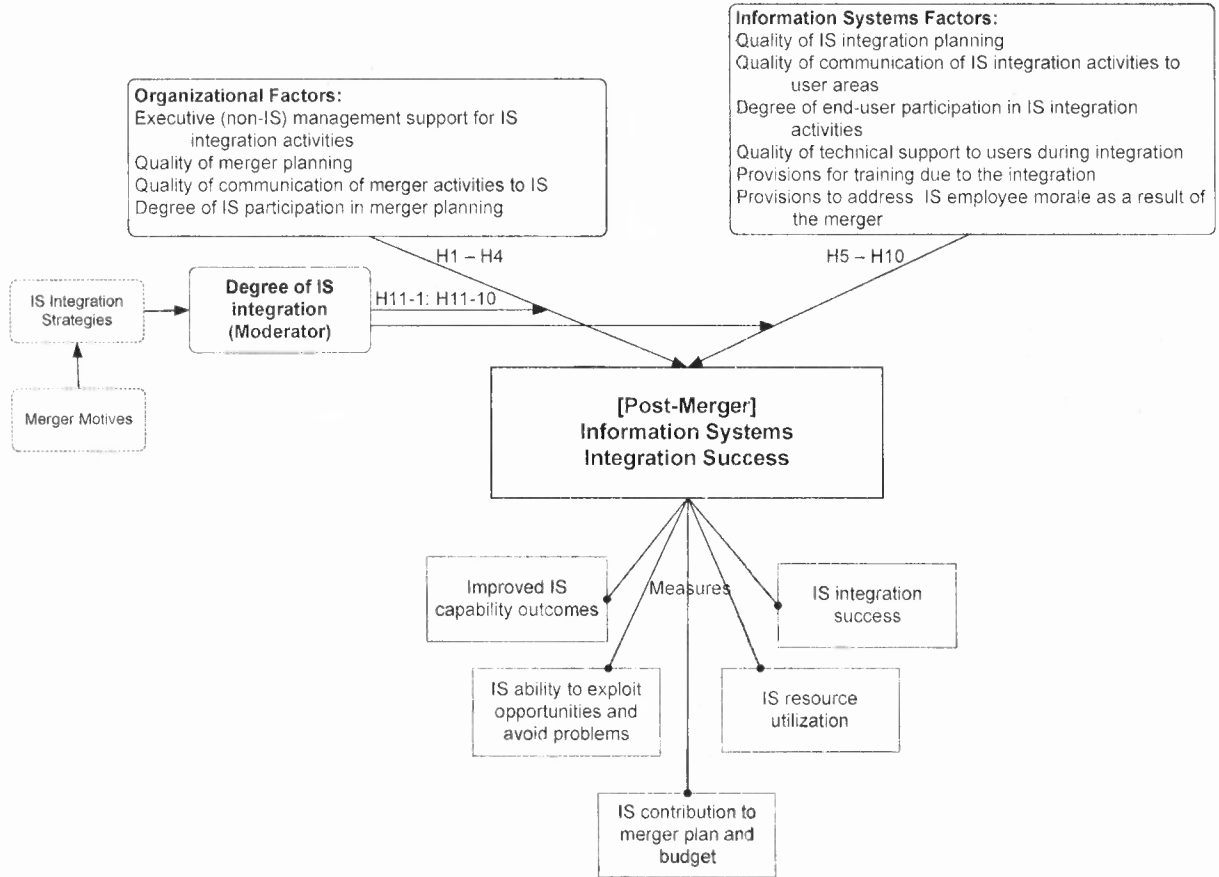 Organizational Factors:
Executive (non-IS) management support for IS
integration activities
Quality of merger planning
Quality of communication of merger activities to IS
Degree of IS participation in merger planning
Information Systems Factors:
Quality of IS integration planning
Quality of communication of IS integration activities to
user areas
Degree of end-user participation in IS integration
activities
Quality of technical support to users during integration
Provisions for training due to the integration
Provisions to address IS employee morale as a result of
the merger
H1 – H4
H5 – H10
IS Integration
Strategies
Degree of IS
integration
(Moderator)
H11-1: H11-10
Merger Motives
[Post-Merger]
Information Systems
Integration Success
Measures
Improved IS
capability outcomes
IS integration
success
IS ability to exploit
opportunities and
avoid problems
IS resource
utilization
IS contribution to
merger plan and
budget